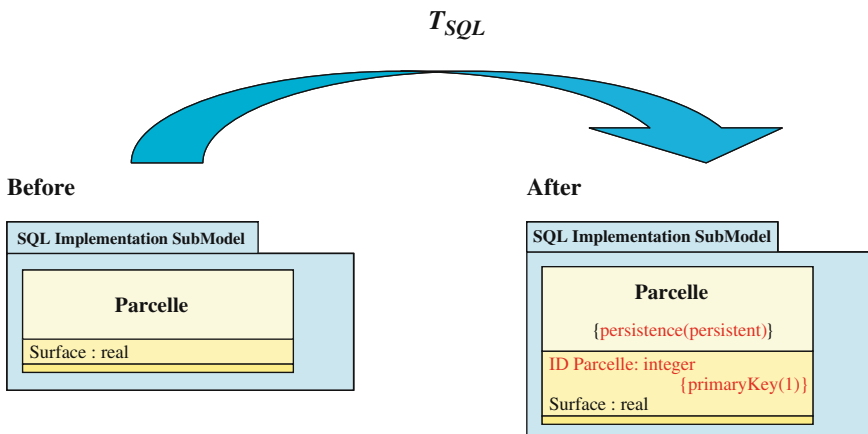 T_SQL
Before
After
SQL Implementation SubModel
Parcelle
Surface : real
SQL Implementation SubModel
Parcelle
{persistence(persistent)}
ID Parcelle: integer
{primaryKey(1)}
Surface : real